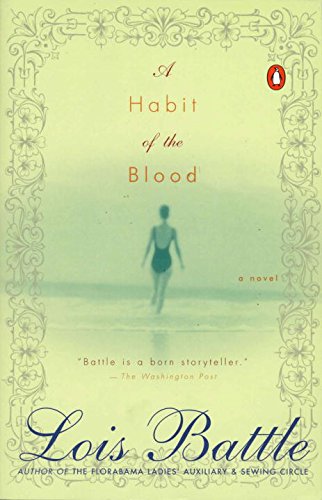 A
Habit
of the
Blood
a novel
"Battle is a born storyteller."
— The Washington Post
Lois Battle
AUTHOR OF THE FLORABAMA LADIES' AUXILIARY & SEWING CIRCLE